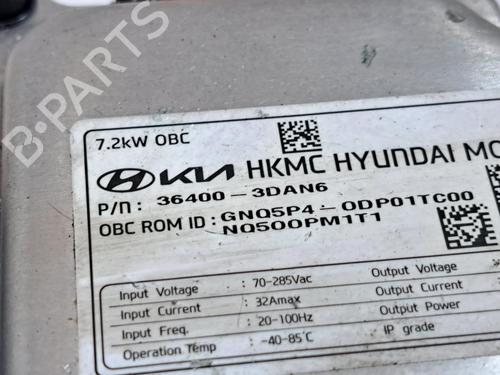 B-PARTS
7.2kW OBC
HYUNDAI KIA HKMC HYUNDAI MO
P/N : 36400-3DAN6
OBC ROM ID : GNQ5P4-0DP01TC00
NQ500PM1T1
Input Voltage : 70-285Vac Output Voltage
Input Current : 32Amax Output Current
Input Freq. : 20-100Hz Output Power
Operation Temp : -40-85℃ IP grade